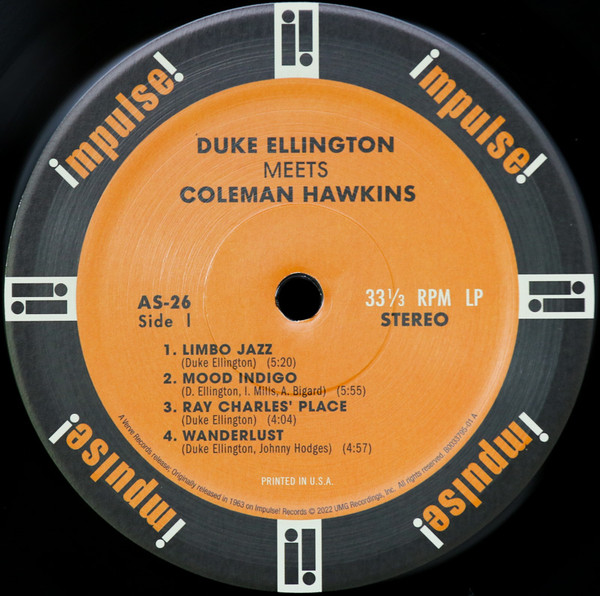 impulse!
impulse!
DUKE ELLINGTON
MEETS
COLEMAN HAWKINS
AS-26
Side 1
33⅓ RPM LP
STEREO
1. LIMBO JAZZ
(Duke Ellington) (5:20)
2. MOOD INDIGO
(D. Ellington, I. Mills, A. Bigard) (5:55)
3. RAY CHARLES' PLACE
(Duke Ellington) (4:04)
4. WANDERLUST
(Duke Ellington, Johnny Hodges) (4:57)
PRINTED IN U.S.A.
A Verve Records release. Originally released in 1963 on Impulse! Records © 2022 UMG Recordings, Inc. All rights reserved. B0033795-01 A
impulse!
impulse!